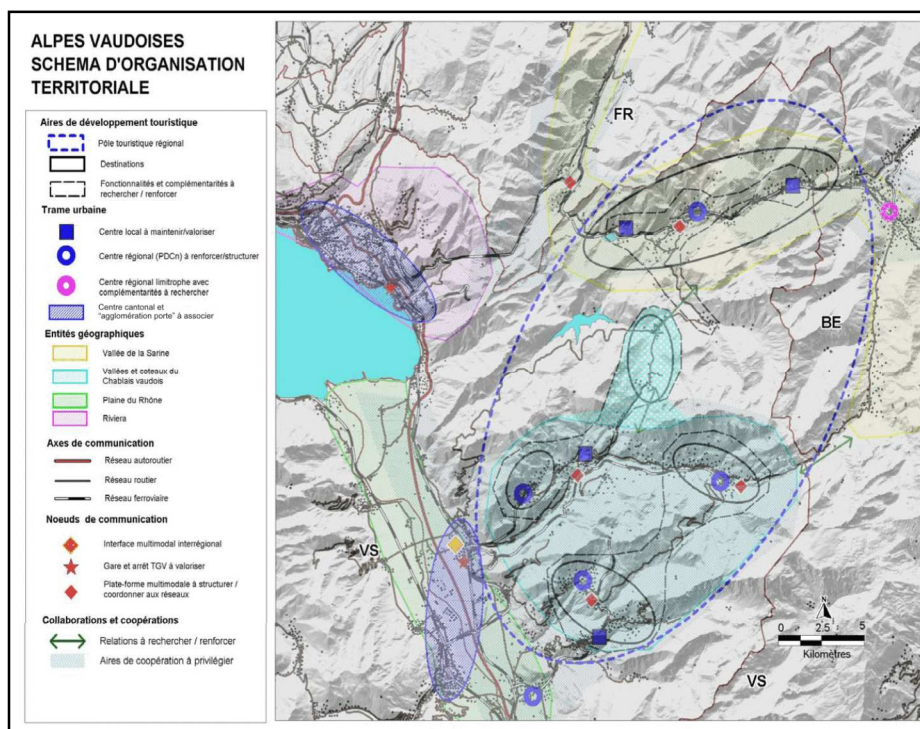 ALPES VAUDOISES
SCHEMA D'ORGANISATION
TERRITORIALE
Aires de développement touristique
Pôle touristique régional
Destinations
Fonctionnalités et complémentarités à
rechercher / renforcer
Trame urbaine
Centre local à maintenir/valoriser
Centre régional (PDCn) à renforcer/structurer
Centre régional limitrophe avec
complémentarités à rechercher
Centre cantonal et
"agglomération porte" à associer
Entités géographiques
Vallée de la Sarine
Vallées et coteaux du
Chablais vaudois
Plaine du Rhône
Riviera
Axes de communication
Réseau autoroutier
Réseau routier
Réseau ferroviaire
Noeuds de communication
Interface multimodal interrégional
Gare et arrêt TGV à valoriser
Plate-forme multimodale à structurer /
coordonner aux réseaux
Collaborations et coopérations
Relations à rechercher / renforcer
Aires de coopération à privilégier
FR
BE
VS
N
0 2.5 5
Kilomètres
VS